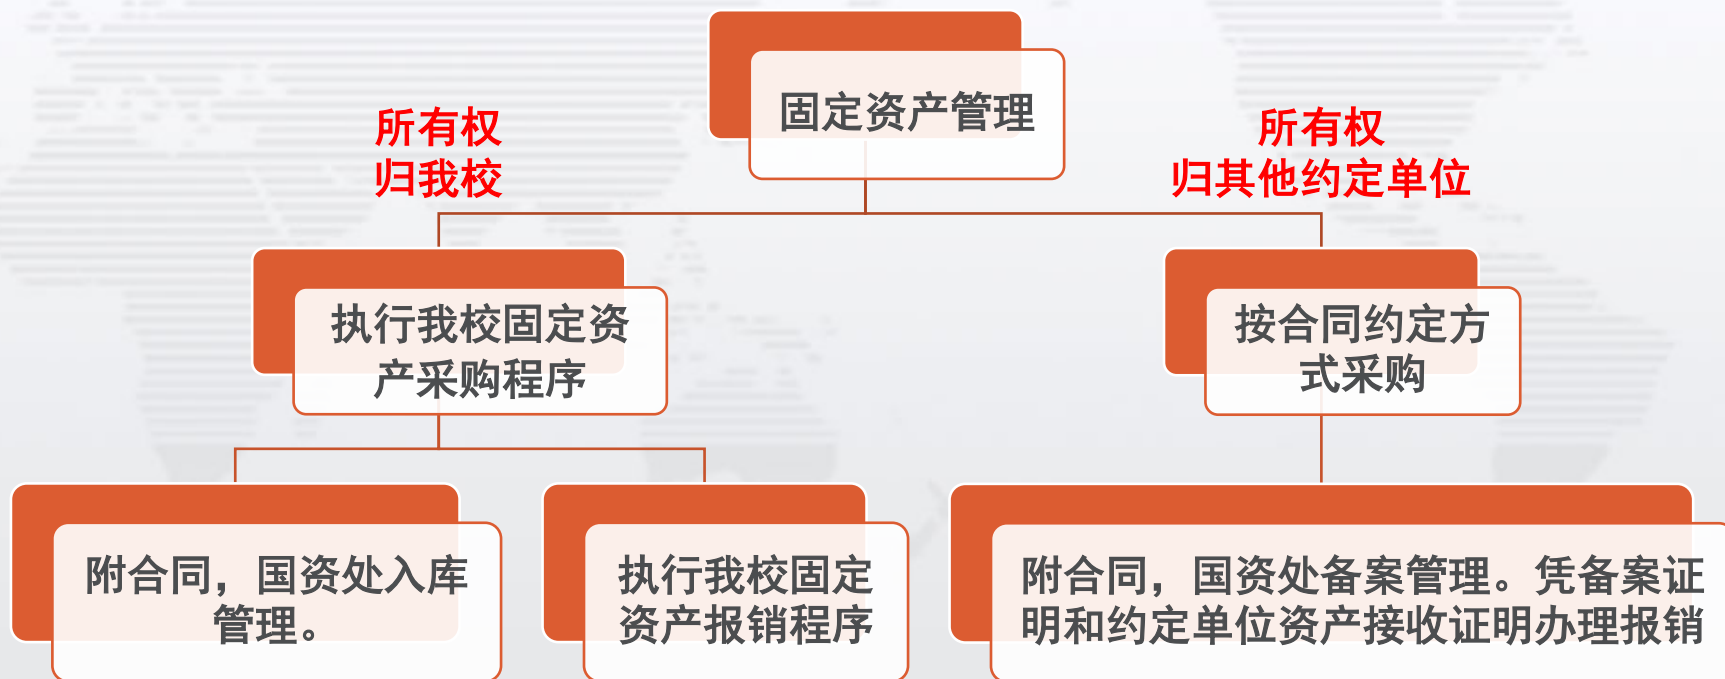 固定资产管理
所有权
归我校
所有权
归其他约定单位
执行我校固定资
产采购程序
按合同约定方
式采购
附合同，国资处入库
管理。
执行我校固定
资产报销程序
附合同，国资处备案管理。凭备案证
明和约定单位资产接收证明办理报销